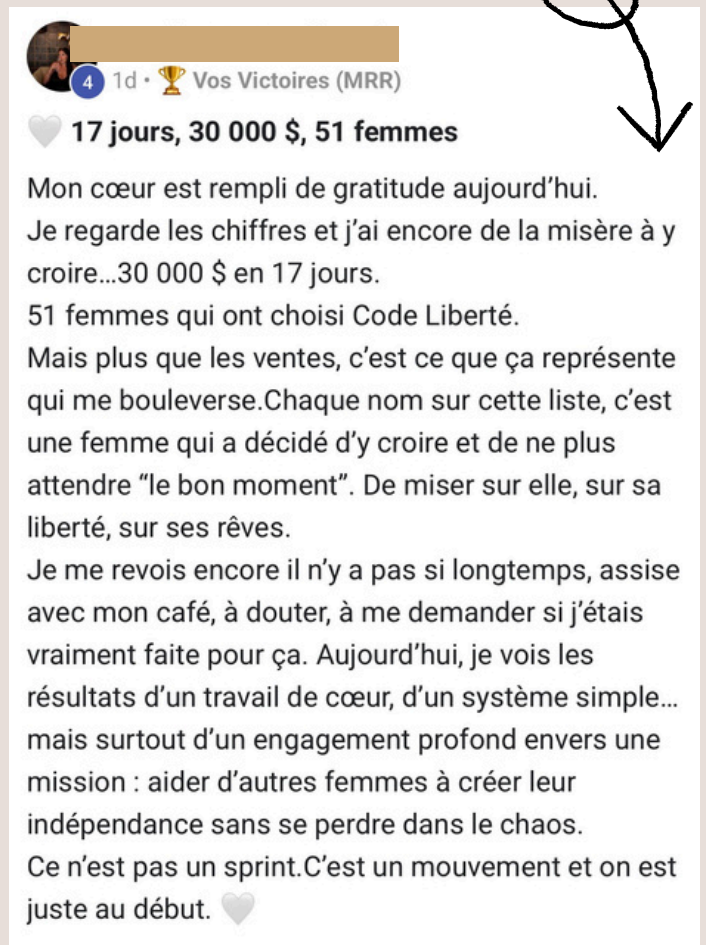 4 1d • 🏆 Vos Victoires (MRR)
🤍 17 jours, 30 000 $, 51 femmes
Mon cœur est rempli de gratitude aujourd’hui.
Je regarde les chiffres et j’ai encore de la misère à y
croire...30 000 $ en 17 jours.
51 femmes qui ont choisi Code Liberté.
Mais plus que les ventes, c’est ce que ça représente
qui me bouleverse.Chaque nom sur cette liste, c’est
une femme qui a décidé d’y croire et de ne plus
attendre “le bon moment”. De miser sur elle, sur sa
liberté, sur ses rêves.
Je me revois encore il n’y a pas si longtemps, assise
avec mon café, à douter, à me demander si j’étais
vraiment faite pour ça. Aujourd’hui, je vois les
résultats d’un travail de cœur, d’un système simple...
mais surtout d’un engagement profond envers une
mission : aider d’autres femmes à créer leur
indépendance sans se perdre dans le chaos.
Ce n’est pas un sprint.C’est un mouvement et on est
juste au début. 🤍